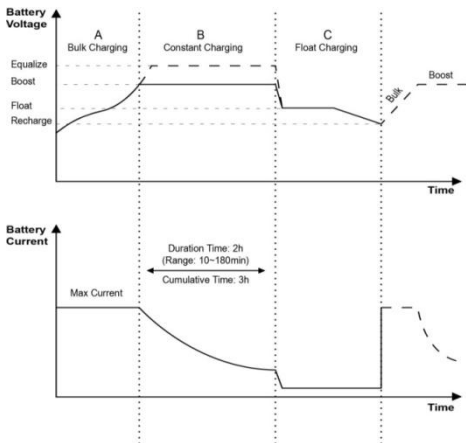 Battery
Voltage
A
Bulk Charging
B
Constant Charging
C
Float Charging
Equalize
Boost
Float
Recharge
Bulk
Boost
Time
Battery
Current
Duration Time: 2h
(Range: 10~180min)
Cumulative Time: 3h
Max Current
Time